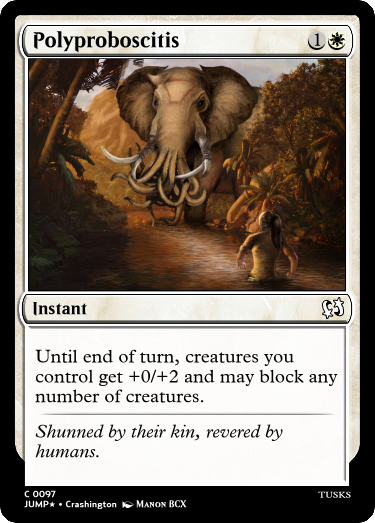 Polyproboscitis 1
Instant
Until end of turn, creatures you
control get +0/+2 and may block any
number of creatures.
Shunned by their kin, revered by
humans.
C 0097 TUSKS
JUMP★ • Crashington Manon BCX